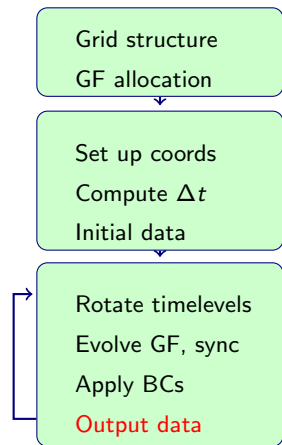 Grid structure
GF allocation
Set up coords
Compute Δt
Initial data
Rotate timelevels
Evolve GF, sync
Apply BCs
Output data